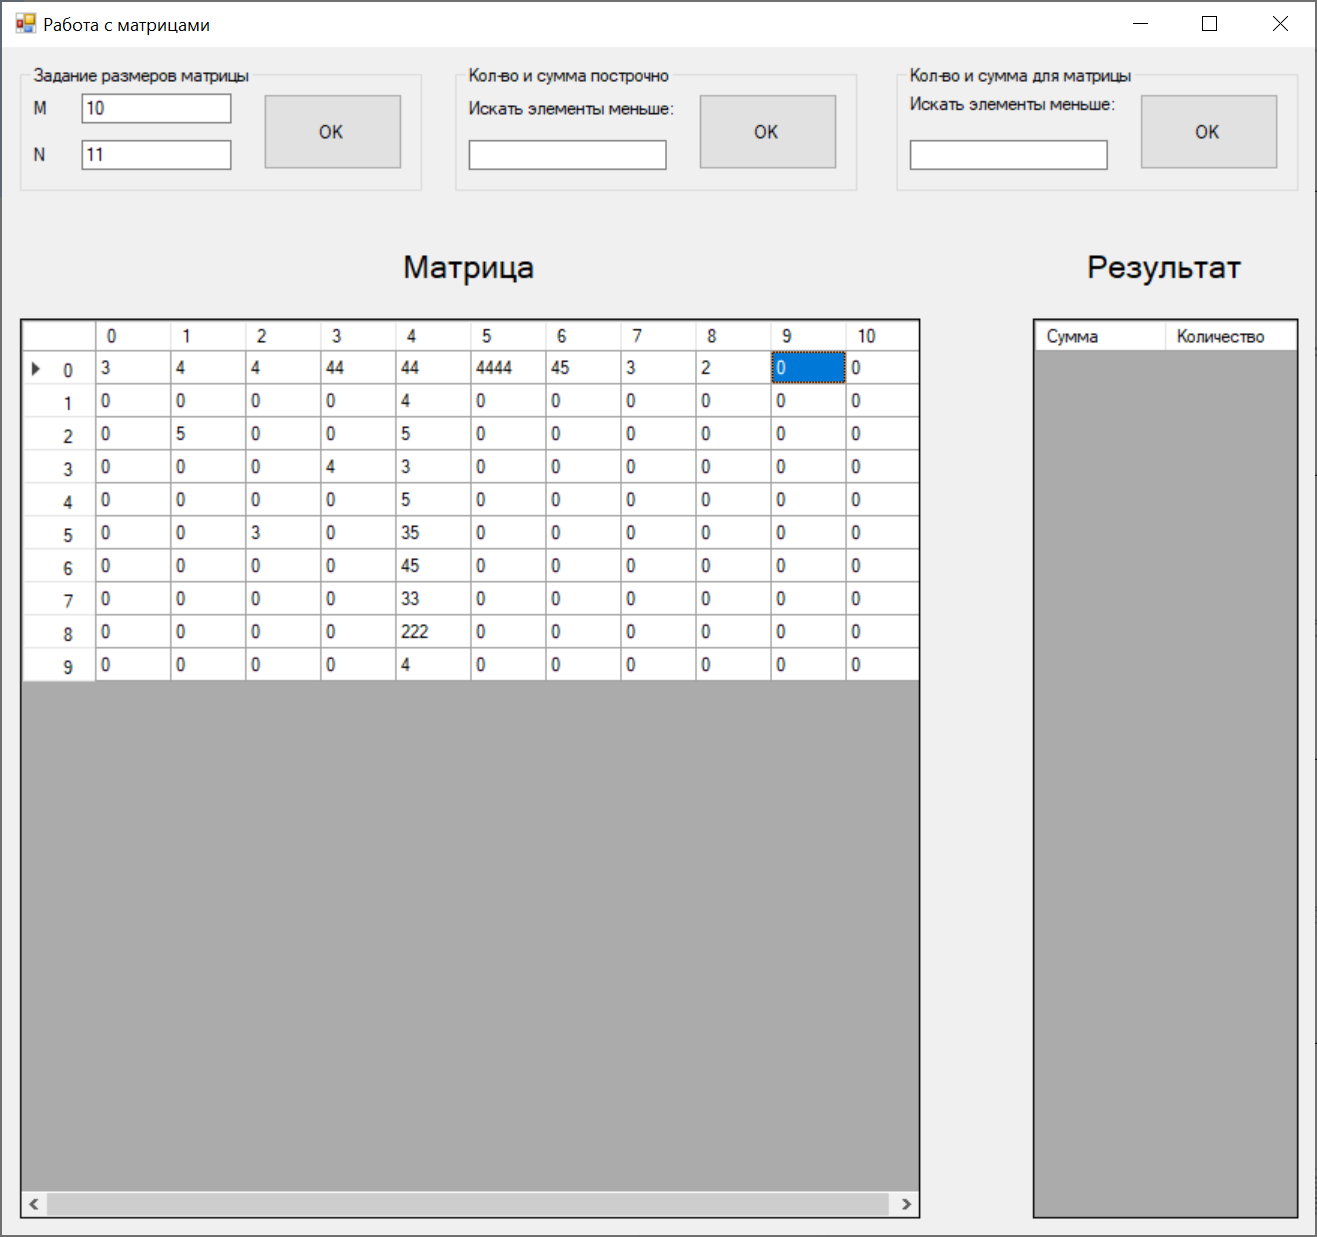 Работа с матрицами
Задание размеров матрицы
M 10
N 11
OK
Кол-во и сумма построчно
Искать элементы меньше:
OK
Кол-во и сумма для матрицы
Искать элементы меньше:
OK
Матрица
0 1 2 3 4 5 6 7 8 9 10
0 3 4 4 44 44 4444 45 3 2 0 0
1 0 0 0 0 4 0 0 0 0 0 0
2 0 5 0 0 5 0 0 0 0 0 0
3 0 0 0 4 3 0 0 0 0 0 0
4 0 0 0 0 5 0 0 0 0 0 0
5 0 0 3 0 35 0 0 0 0 0 0
6 0 0 0 0 45 0 0 0 0 0 0
7 0 0 0 0 33 0 0 0 0 0 0
8 0 0 0 0 222 0 0 0 0 0 0
9 0 0 0 0 4 0 0 0 0 0 0
Результат
Сумма Количество